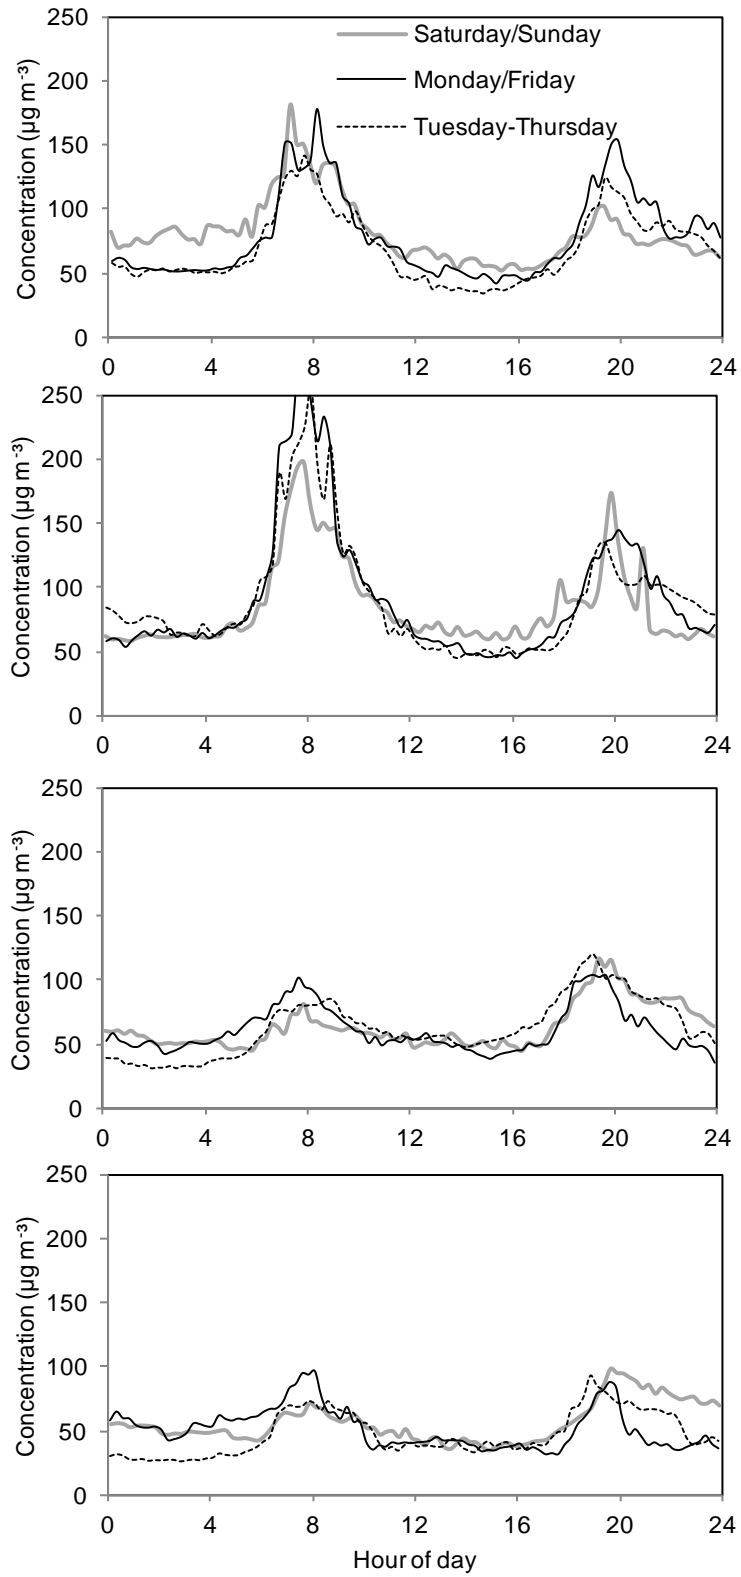 250
200
150
100
50
0
Concentration (µg m⁻³)
Saturday/Sunday
Monday/Friday
Tuesday-Thursday
0 4 8 12 16 20 24
250
200
150
100
50
0
Concentration (µg m⁻³)
0 4 8 12 16 20 24
250
200
150
100
50
0
Concentration (µg m⁻³)
0 4 8 12 16 20 24
250
200
150
100
50
0
Concentration (µg m⁻³)
0 4 8 12 16 20 24
Hour of day